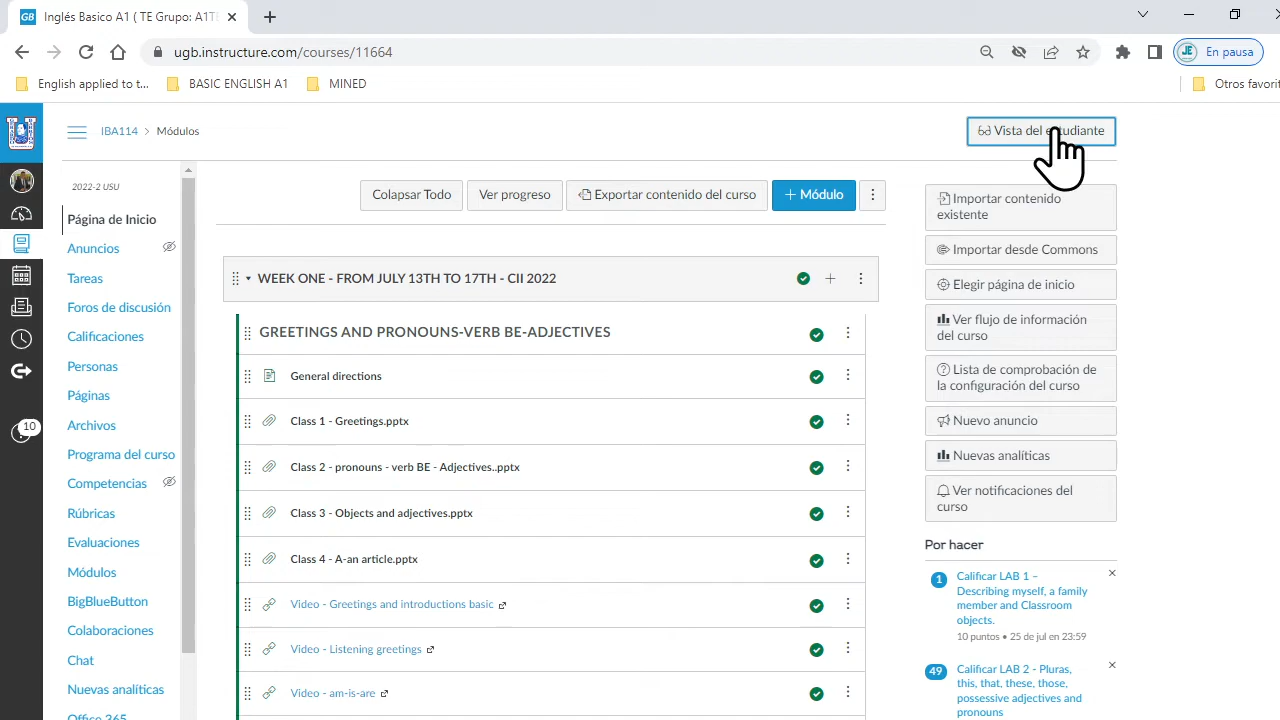 GB Inglés Basico A1 ( TE Grupo: A1TE
ugb.instructure.com/courses/11664
JE En pausa
English applied to t...
BASIC ENGLISH A1
MINED
Otros favorit
IBA114 > Módulos
Vista del estudiante
2022-2 USU
Página de Inicio
Anuncios
Tareas
Foros de discusión
Calificaciones
Personas
Páginas
Archivos
Programa del curso
Competencias
Rúbricas
Evaluaciones
Módulos
BigBlueButton
Colaboraciones
Chat
Nuevas analíticas
Office 365
10
Colapsar Todo
Ver progreso
Exportar contenido del curso
+ Módulo
WEEK ONE - FROM JULY 13TH TO 17TH - CII 2022
GREETINGS AND PRONOUNS-VERB BE-ADJECTIVES
General directions
Class 1 - Greetings.pptx
Class 2 - pronouns - verb BE - Adjectives..pptx
Class 3 - Objects and adjectives.pptx
Class 4 - A-an article.pptx
Video - Greetings and introductions basic
Video - Listening greetings
Video - am-is-are
Importar contenido
existente
Importar desde Commons
Elegir página de inicio
Ver flujo de información
del curso
Lista de comprobación de
la configuración del curso
Nuevo anuncio
Nuevas analíticas
Ver notificaciones del
curso
Por hacer
1
Calificar LAB 1 –
Describing myself, a family
member and Classroom
objects.
10 puntos • 25 de jul en 23:59
49
Calificar LAB 2 - Pluras,
this, that, these, those,
possessive adjectives and
pronouns